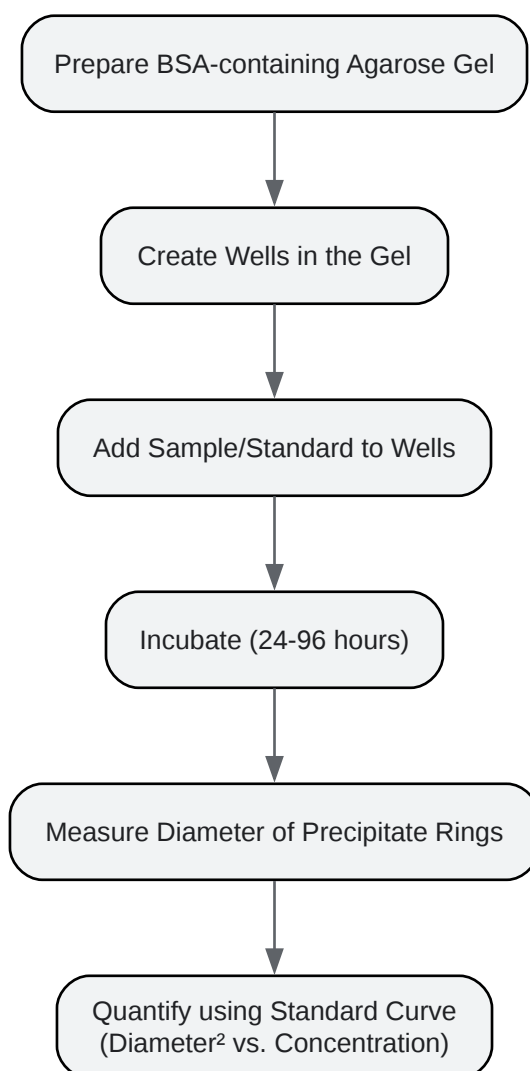 Prepare BSA-containing Agarose Gel
Create Wells in the Gel
Add Sample/Standard to Wells
Incubate (24-96 hours)
Measure Diameter of Precipitate Rings
Quantify using Standard Curve
(Diameter² vs. Concentration)